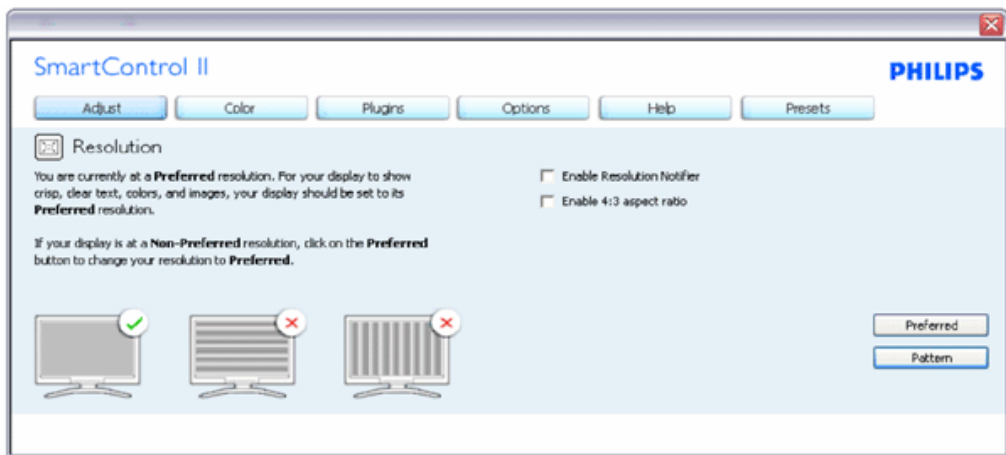 SmartControl II
PHILIPS
Adjust
Color
Plugins
Options
Help
Presets
Resolution
You are currently at a Preferred resolution. For your display to show
crisp, clear text, colors, and images, your display should be set to its
Preferred resolution.
If your display is at a Non-Preferred resolution, click on the Preferred
button to change your resolution to Preferred.
Enable Resolution Notifier
Enable 4:3 aspect ratio
Preferred
Pattern